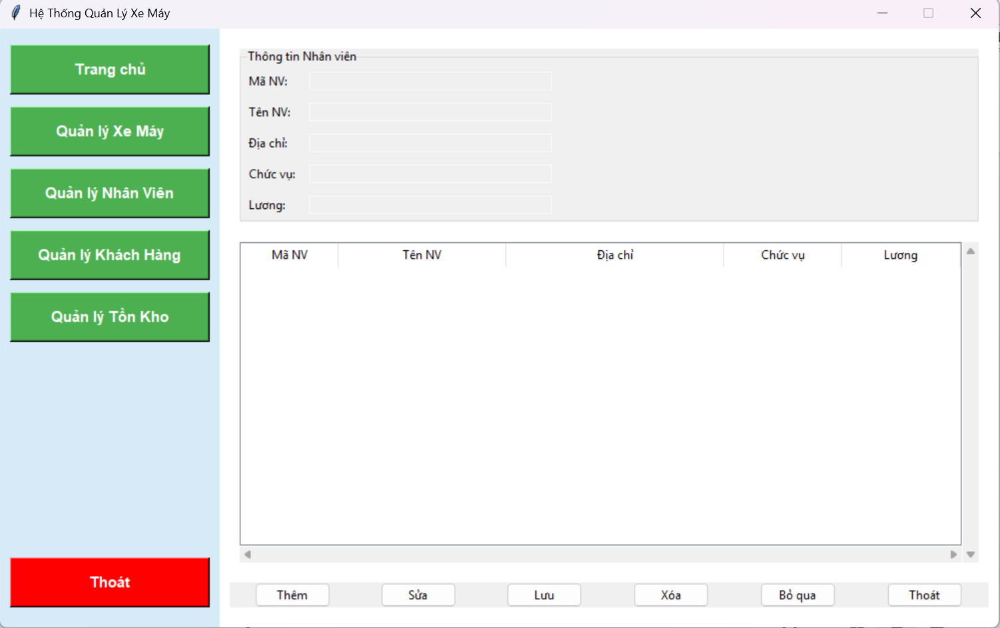 Hệ Thống Quản Lý Xe Máy
Trang chủ
Quản lý Xe Máy
Quản lý Nhân Viên
Quản lý Khách Hàng
Quản lý Tồn Kho
Thoát
Thông tin Nhân viên
Mã NV:
Tên NV:
Địa chỉ:
Chức vụ:
Lương:
Mã NV Tên NV Địa chỉ Chức vụ Lương
Thêm Sửa Lưu Xóa Bỏ qua Thoát